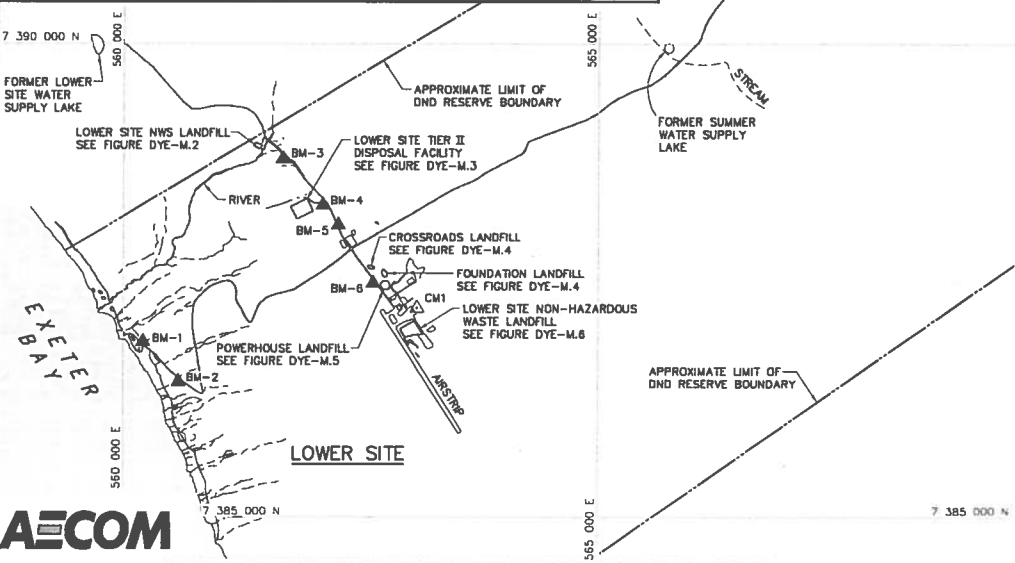 7 390 000 N
560 000 E
565 000 E
FORMER LOWER
SITE WATER
SUPPLY LAKE
APPROXIMATE LIMIT OF
DND RESERVE BOUNDARY
STREAM
FORMER SUMMER
WATER SUPPLY
LAKE
LOWER SITE NWS LANDFILL
SEE FIGURE DYE-M.2
BM-3
LOWER SITE TIER II
DISPOSAL FACILITY
SEE FIGURE DYE-M.3
RIVER
BM-4
BM-5
CROSSROADS LANDFILL
SEE FIGURE DYE-M.4
BM-6
FOUNDATION LANDFILL
SEE FIGURE DYE-M.4
CM1
LOWER SITE NON-HAZARDOUS
WASTE LANDFILL
SEE FIGURE DYE-M.6
EXETER
BAY
BM-1
POWERHOUSE LANDFILL
SEE FIGURE DYE-M.5
BM-2
AIRSTRIP
APPROXIMATE LIMIT OF
DND RESERVE BOUNDARY
LOWER SITE
560 000 E
7 385 000 N
565 000 E
7 385 000 N
AECOM